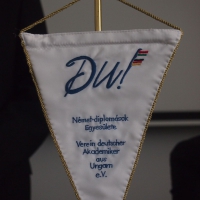 DU!
Német-diplomások
Egyesülete
Verein deutscher
Akademiker
aus
Ungarn
e.V.